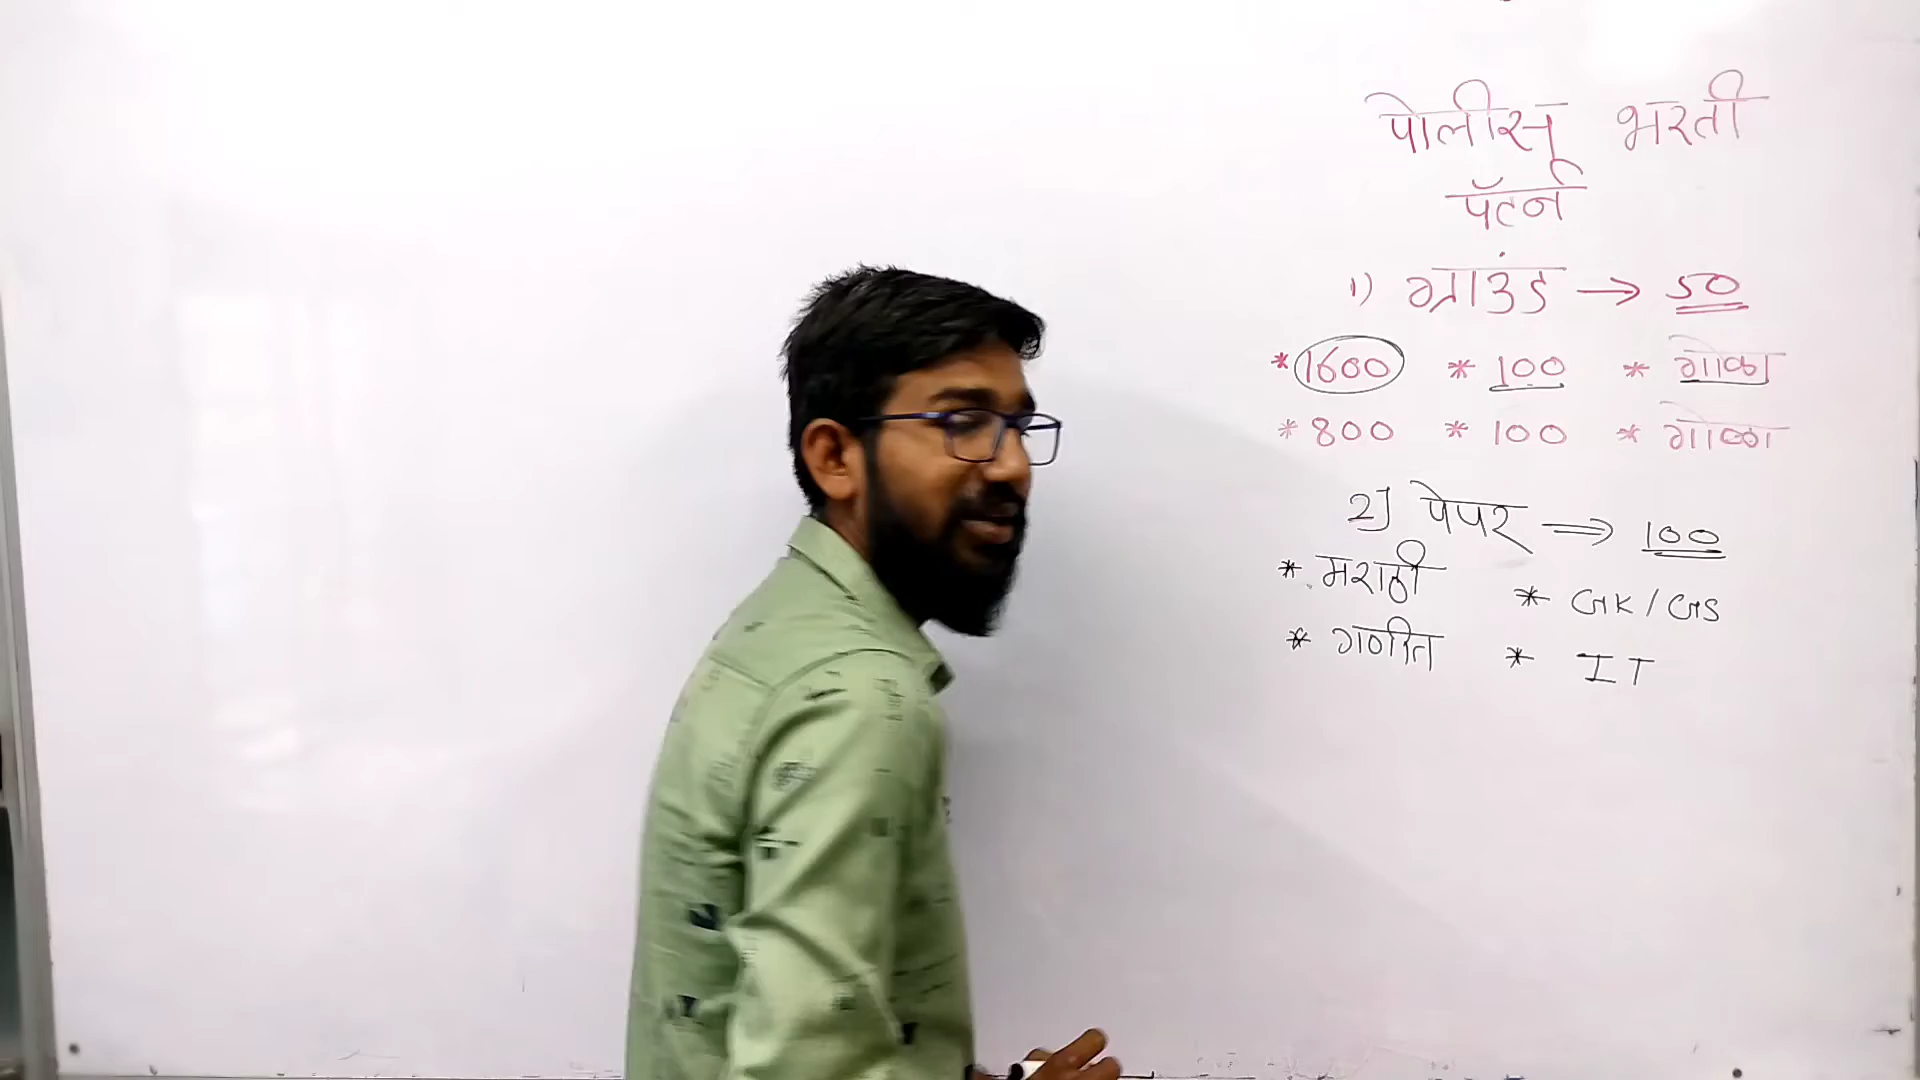 पोलीस भरती
पॅटर्न
1) ग्राउंड → 50
* 1600 * 100 * गोळा
* 800 * 100 * गोळा
2] पेपर ⇒ 100
* मराठी * GK / GS
* गणित * IT